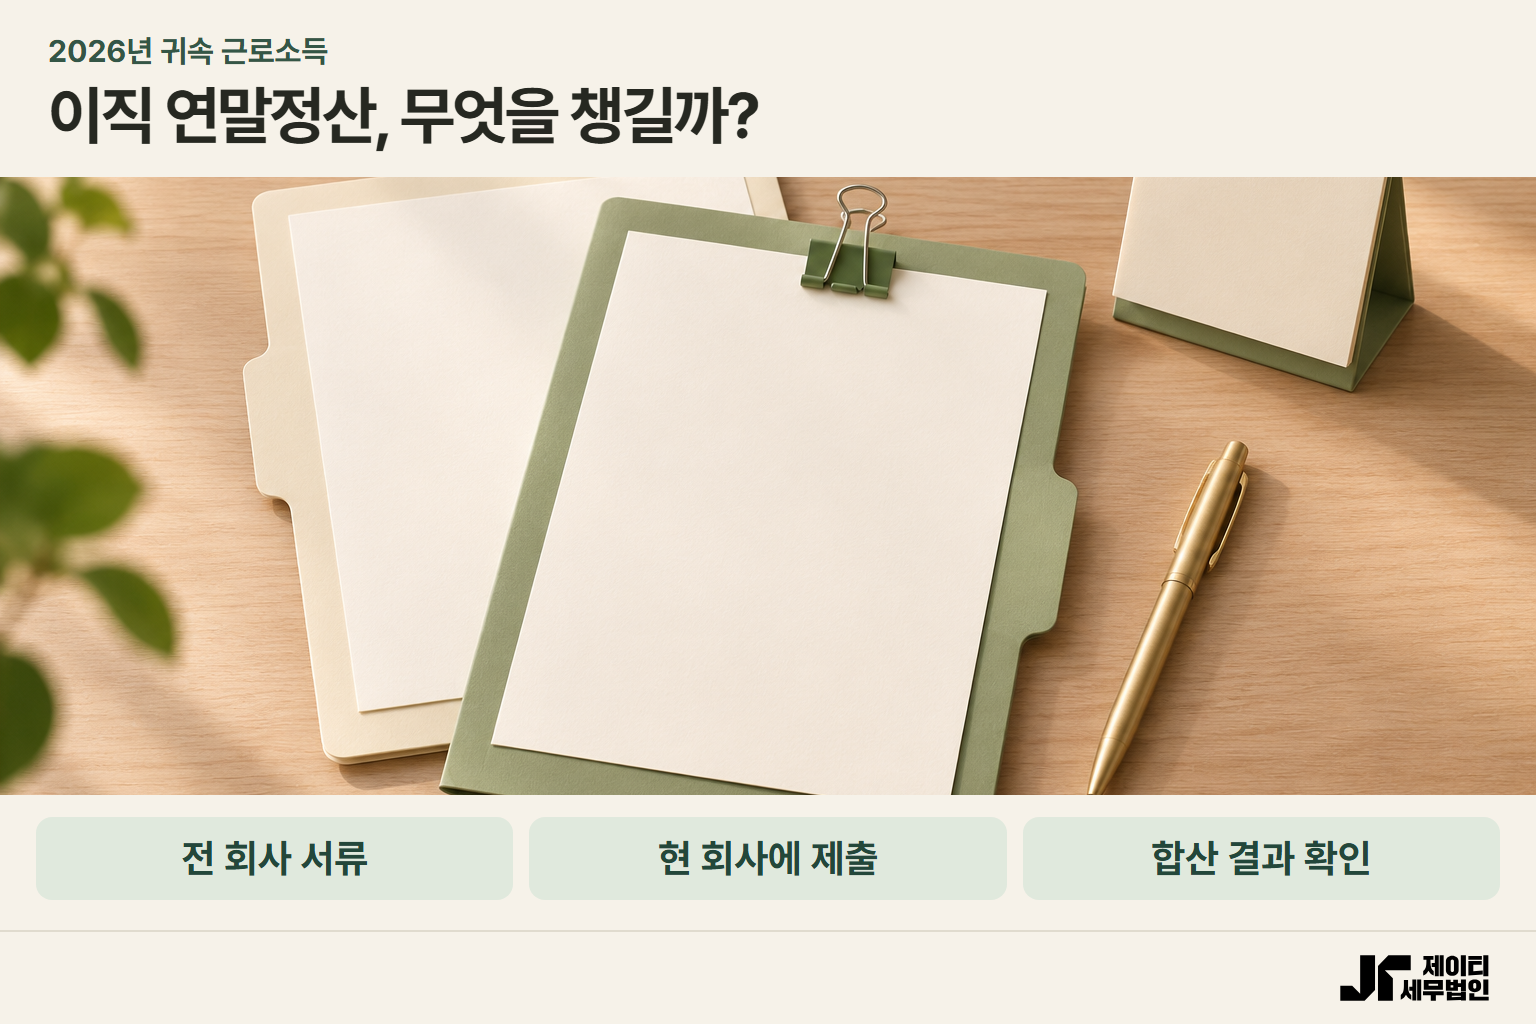 2026년 귀속 근로소득
이직 연말정산, 무엇을 챙길까?
전 회사 서류
현 회사에 제출
합산 결과 확인
제이티
세무법인